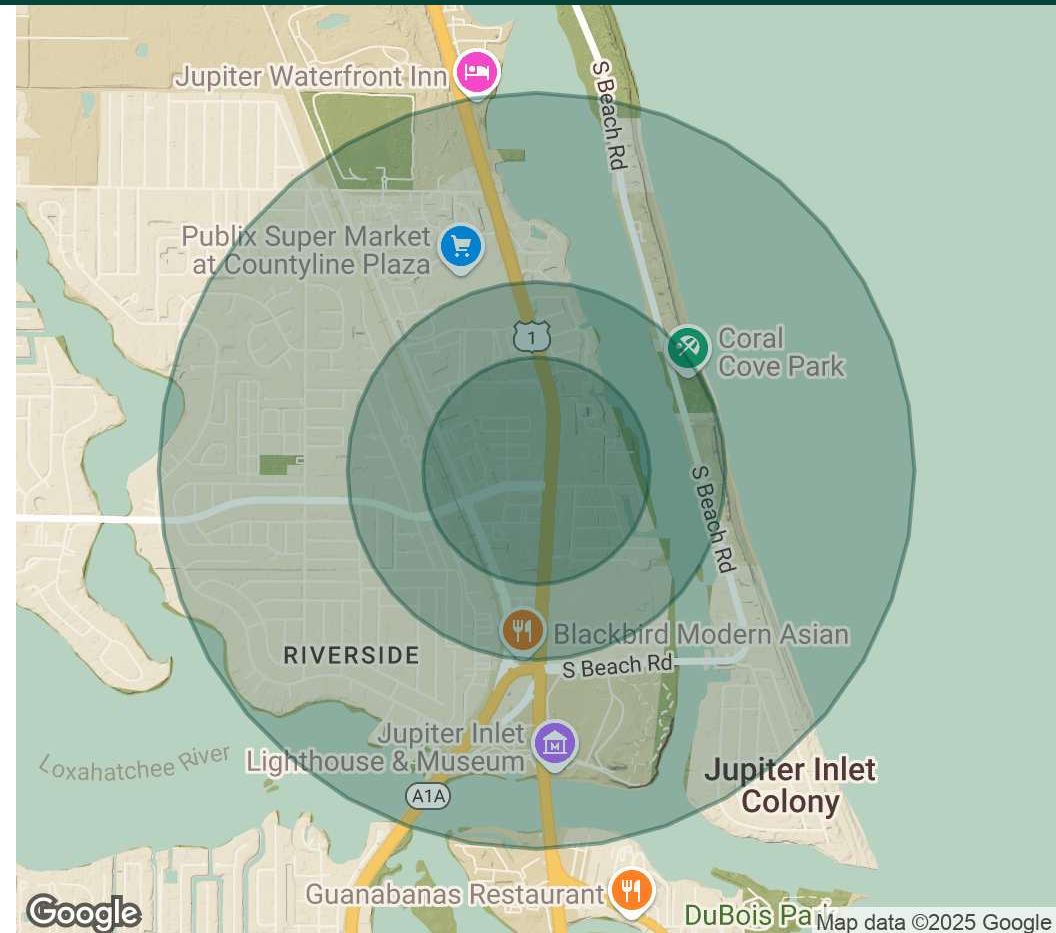 Jupiter Waterfront Inn
S Beach Rd
Publix Super Market
at Countyline Plaza
1
Coral
Cove Park
S Beach Rd
Blackbird Modern Asian
RIVERSIDE
S Beach Rd
Jupiter Inlet
Lighthouse & Museum
Loxahatchee River
Jupiter Inlet
Colony
A1A
Guanabanas Restaurant
DuBois Pa
Google
Map data ©2025 Google